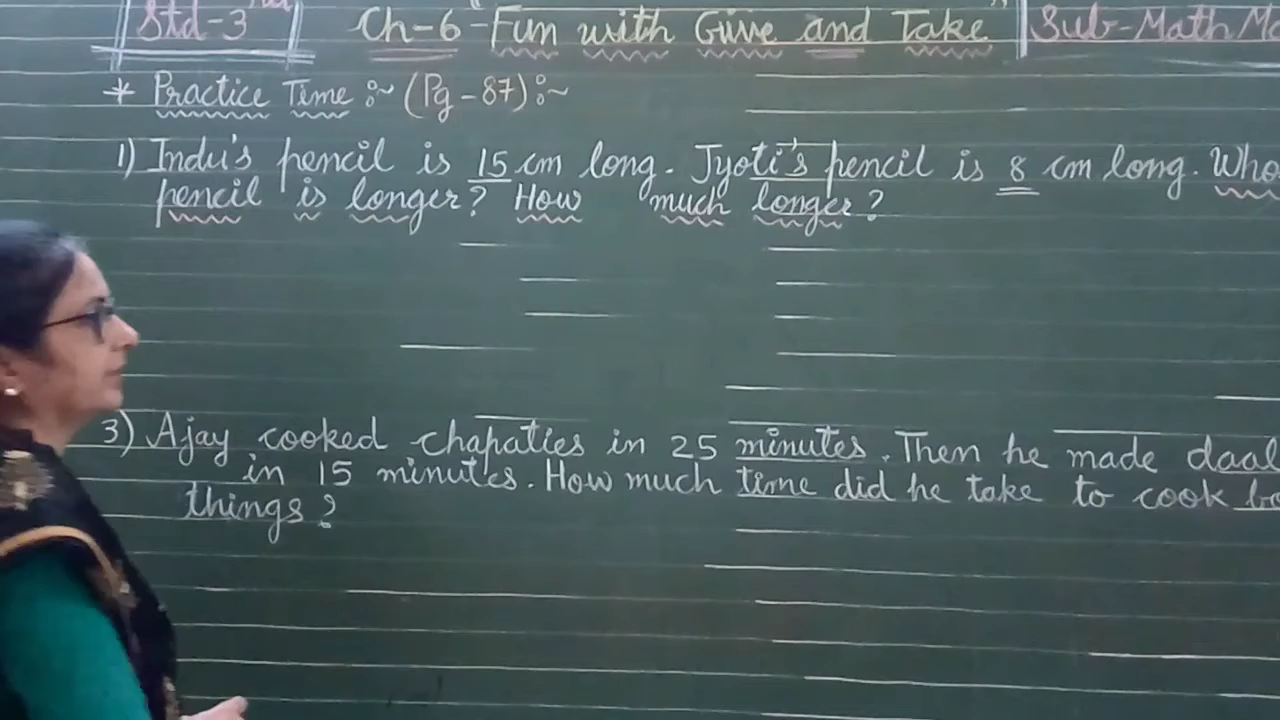 Std-3 Ch-6 "Fun with Give and Take" Sub-Math
* Practice Time :~ (Pg-87) :~
1) Indu's pencil is 15 cm long. Jyoti's pencil is 8 cm long.
pencil is longer? How much longer?
3) Ajay cooked chapaties in 25 minutes. Then he made daal
in 15 minutes. How much time did he take to cook
things?